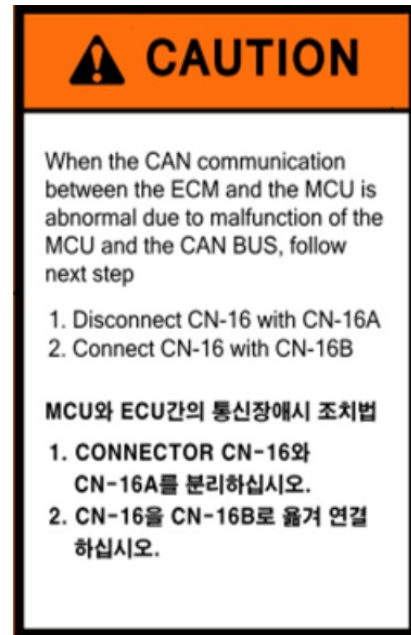 CAUTION
When the CAN communication
between the ECM and the MCU is
abnormal due to malfunction of the
MCU and the CAN BUS, follow
next step
1. Disconnect CN-16 with CN-16A
2. Connect CN-16 with CN-16B
MCU와 ECU간의 통신장애시 조치법
1. CONNECTOR CN-16와
CN-16A를 분리하십시오.
2. CN-16을 CN-16B로 옮겨 연결
하십시오.